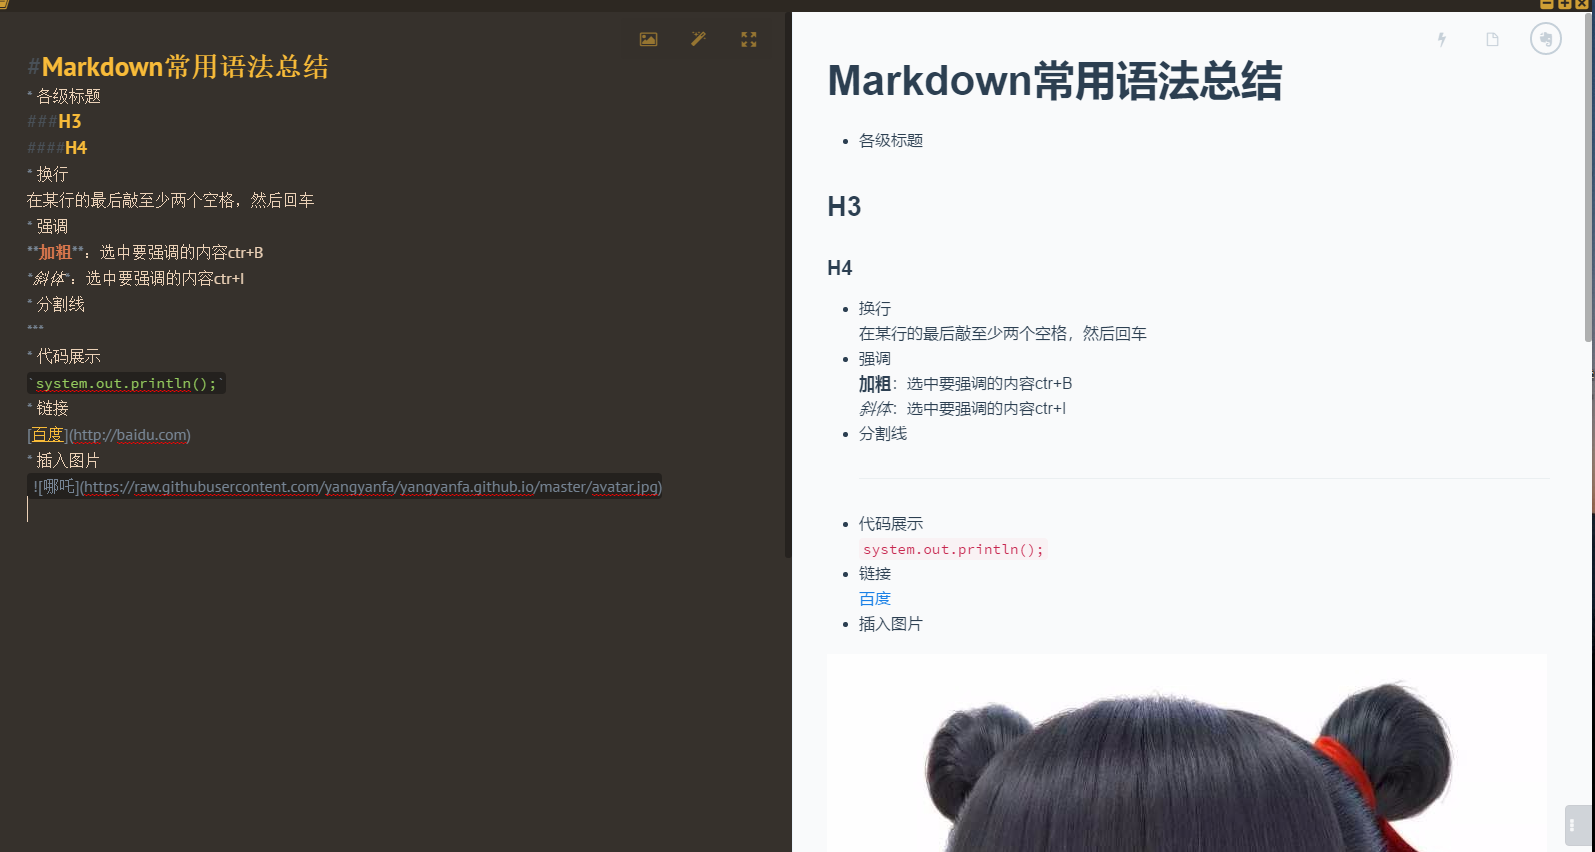 #Markdown常用语法总结
* 各级标题
###H3
####H4
* 换行
在某行的最后敲至少两个空格，然后回车
* 强调
**加粗**：选中要强调的内容ctr+B
*斜体*：选中要强调的内容ctr+I
* 分割线
***
* 代码展示
`system.out.println();`
* 链接
[百度](http://baidu.com)
* 插入图片
![哪吒](https://raw.githubusercontent.com/yangyanfa/yangyanfa.github.io/master/avatar.jpg)
Markdown常用语法总结
• 各级标题
H3
H4
• 换行
在某行的最后敲至少两个空格，然后回车
• 强调
加粗：选中要强调的内容ctr+B
斜体：选中要强调的内容ctr+I
• 分割线
• 代码展示
system.out.println();
• 链接
百度
• 插入图片